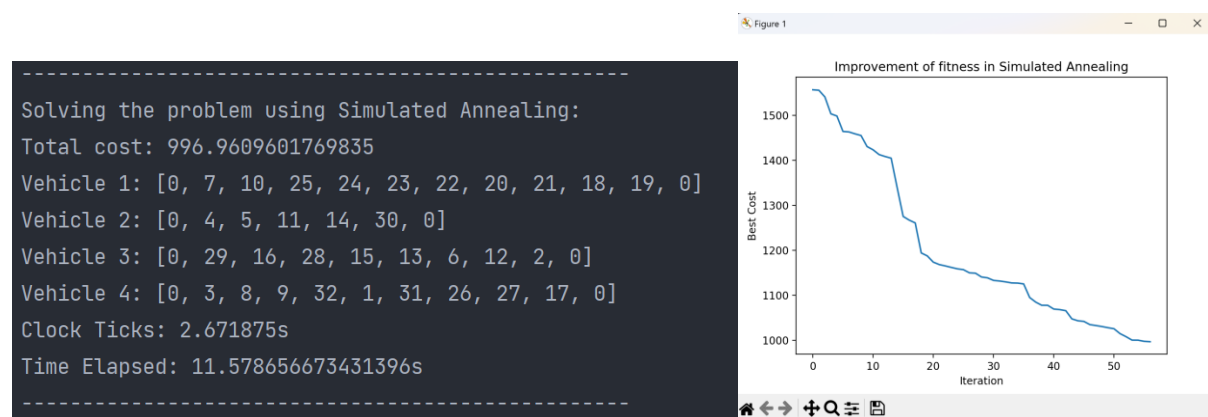 --------------------------------------------------
Solving the problem using Simulated Annealing:
Total cost: 996.9609601769835
Vehicle 1: [0, 7, 10, 25, 24, 23, 22, 20, 21, 18, 19, 0]
Vehicle 2: [0, 4, 5, 11, 14, 30, 0]
Vehicle 3: [0, 29, 16, 28, 15, 13, 6, 12, 2, 0]
Vehicle 4: [0, 3, 8, 9, 32, 1, 31, 26, 27, 17, 0]
Clock Ticks: 2.671875s
Time Elapsed: 11.578656673431396s
--------------------------------------------------
Figure 1
Improvement of fitness in Simulated Annealing
Best Cost
1500
1400
1300
1200
1100
1000
0 10 20 30 40 50
Iteration